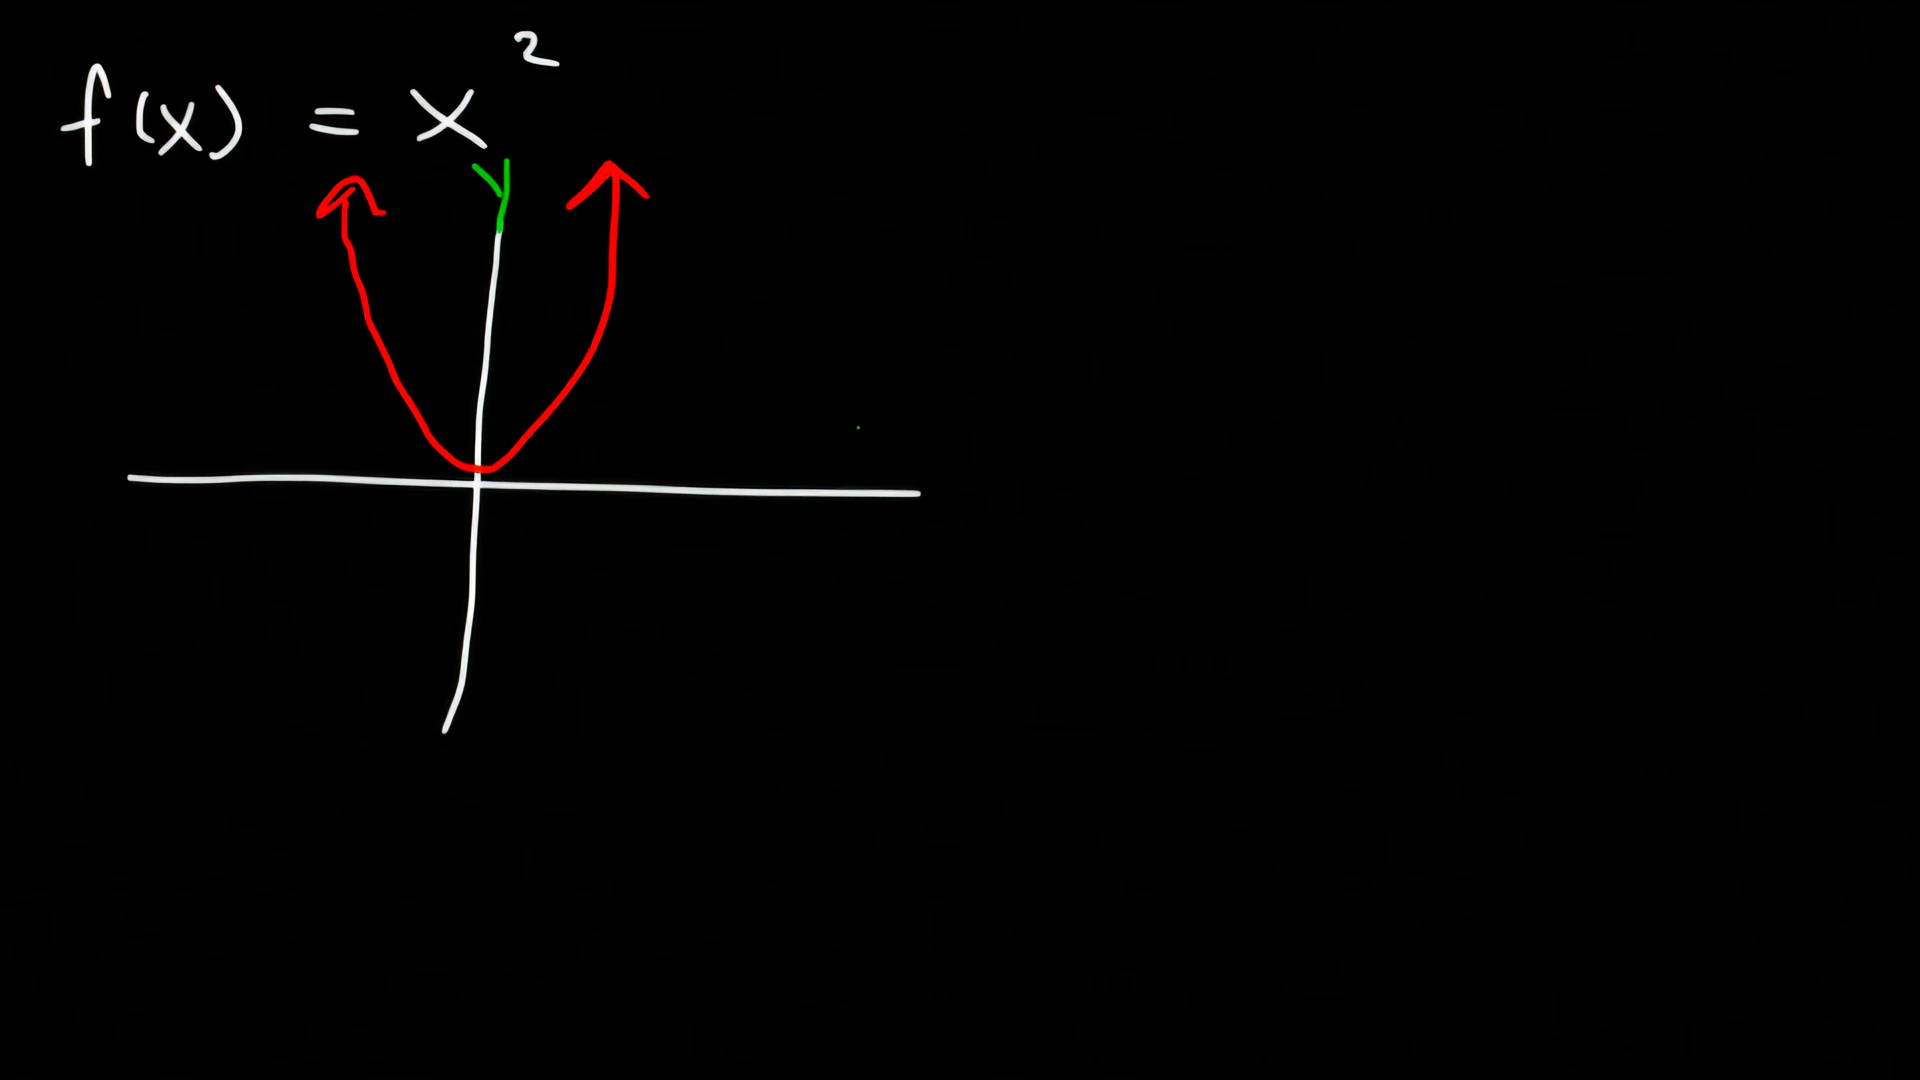 f(x) = x²
y